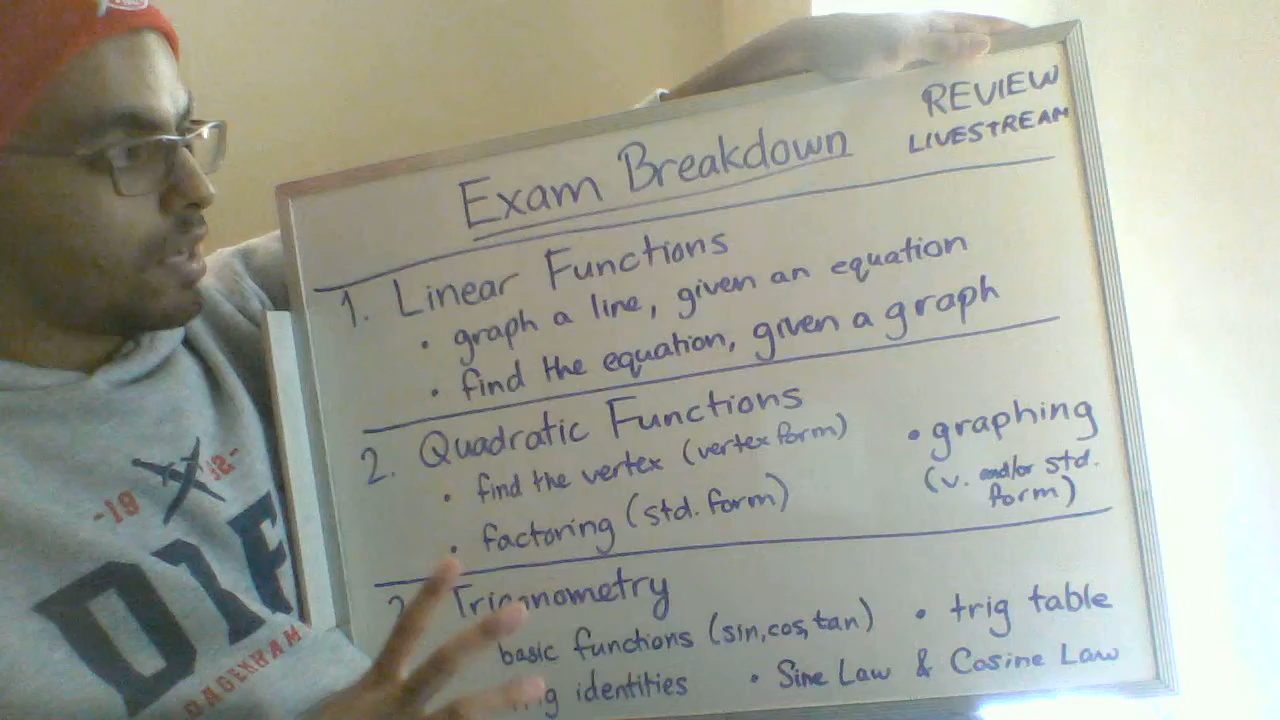 REVIEW
LIVESTREAM
Exam Breakdown
1. Linear Functions
• graph a line, given an equation
• find the equation, given a graph
2. Quadratic Functions
• find the vertex (vertex form)
• factoring (std. form)
• graphing
(v. and/or std.
form)
Trigonometry
basic functions (sin, cos, tan)
• trig table
identities
• Sine Law & Cosine Law
-19 12-
DAGENHAM